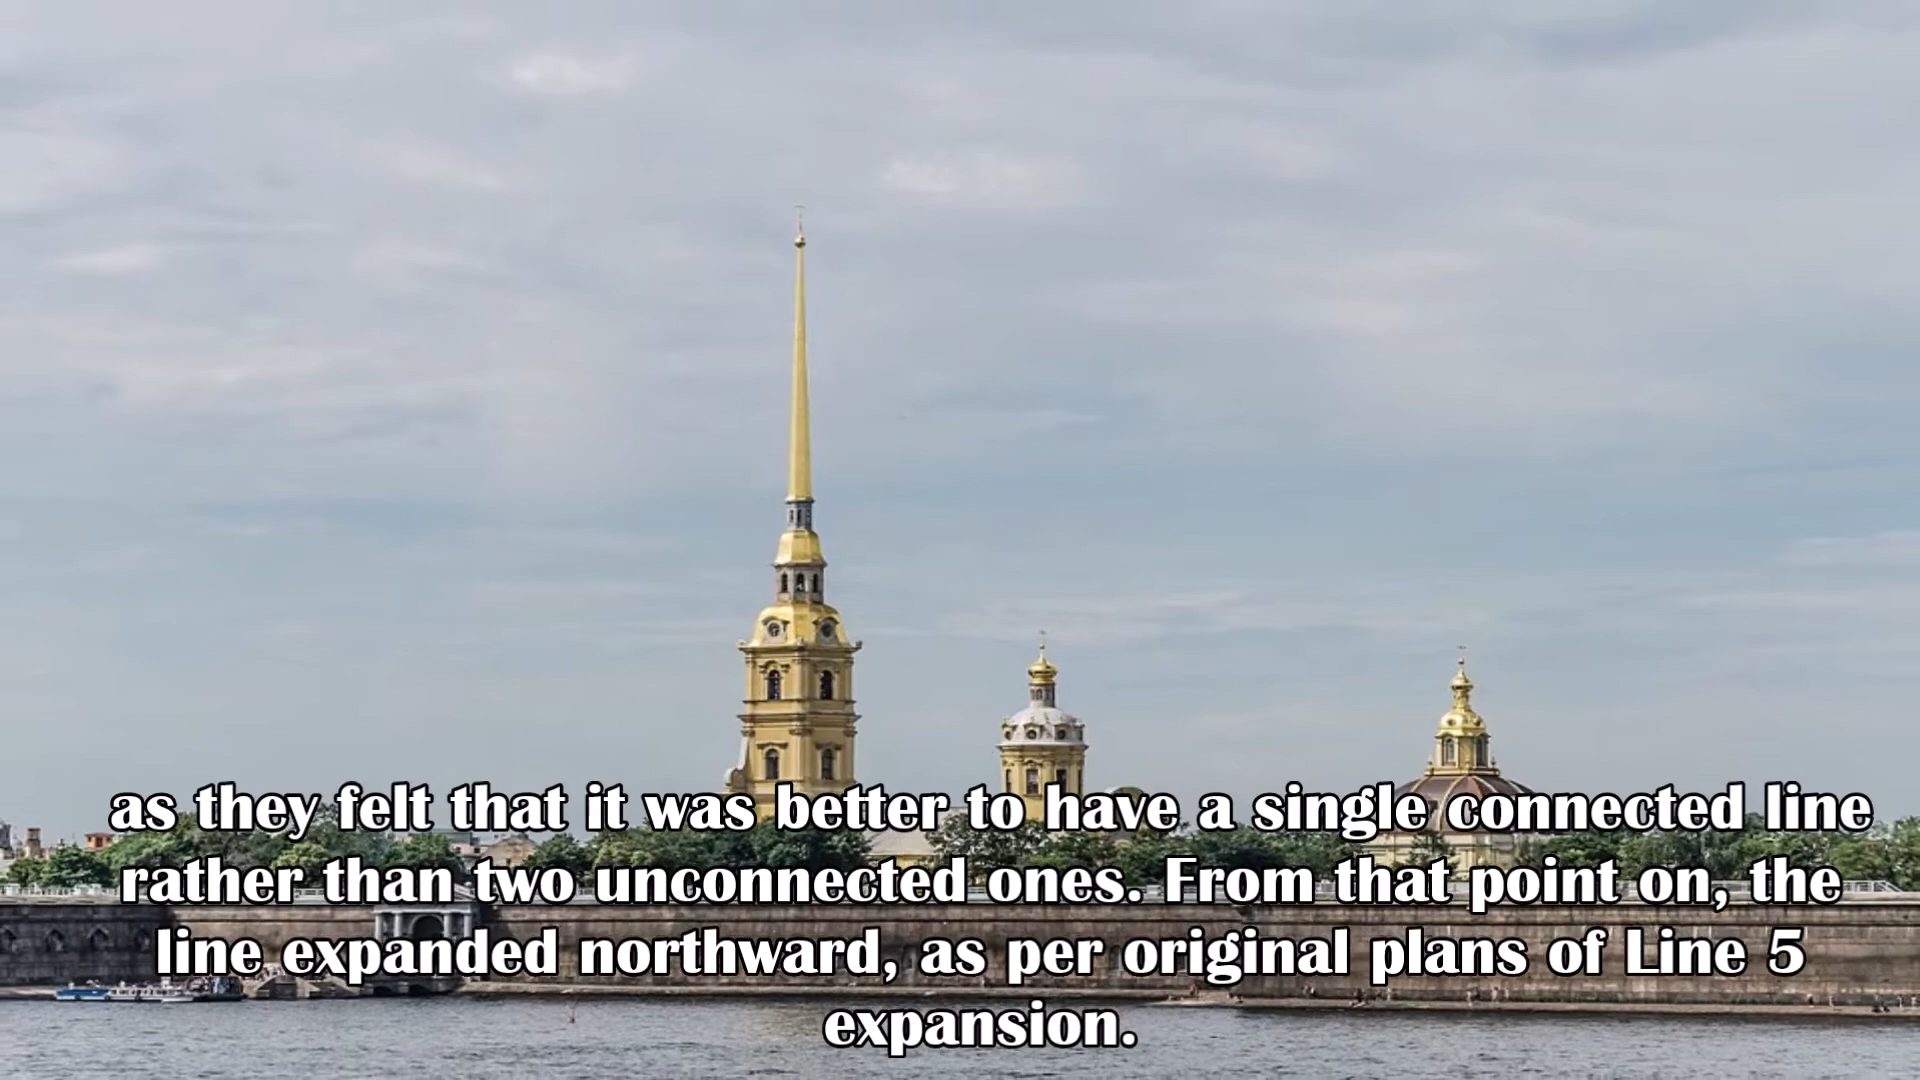 as they felt that it was better to have a single connected line
rather than two unconnected ones. From that point on, the
line expanded northward, as per original plans of Line 5
expansion.